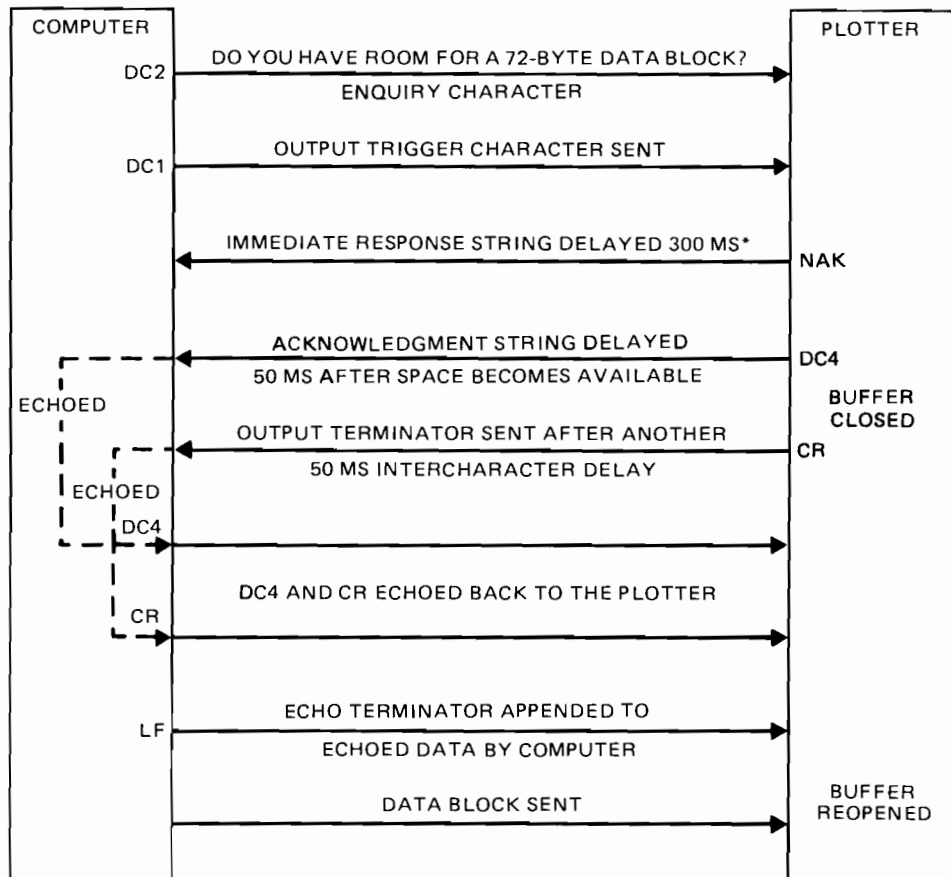 COMPUTER
PLOTTER
DO YOU HAVE ROOM FOR A 72-BYTE DATA BLOCK?
DC2
ENQUIRY CHARACTER
OUTPUT TRIGGER CHARACTER SENT
DC1
IMMEDIATE RESPONSE STRING DELAYED 300 MS*
NAK
ACKNOWLEDGMENT STRING DELAYED
DC4
50 MS AFTER SPACE BECOMES AVAILABLE
BUFFER
CLOSED
ECHOED
OUTPUT TERMINATOR SENT AFTER ANOTHER
CR
50 MS INTERCHARACTER DELAY
ECHOED
DC4
DC4 AND CR ECHOED BACK TO THE PLOTTER
CR
ECHO TERMINATOR APPENDED TO
LF
ECHOED DATA BY COMPUTER
DATA BLOCK SENT
BUFFER
REOPENED